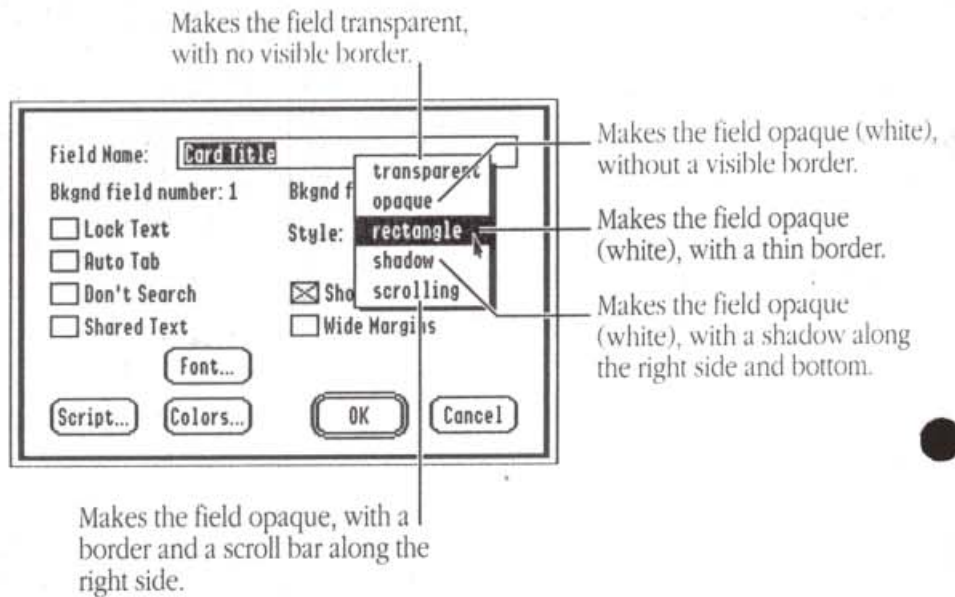 Makes the field transparent,
with no visible border.
Field Name: Card Title
Bkgnd field number: 1
Bkgnd f
Lock Text
Style:
Auto Tab
Don't Search
Sho
Shared Text
Wide Margins
transparent
opaque
rectangle
shadow
scrolling
Font...
Script...
Colors...
OK
Cancel
Makes the field opaque (white),
without a visible border.
Makes the field opaque
(white), with a thin border.
Makes the field opaque
(white), with a shadow along
the right side and bottom.
Makes the field opaque, with a
border and a scroll bar along the
right side.